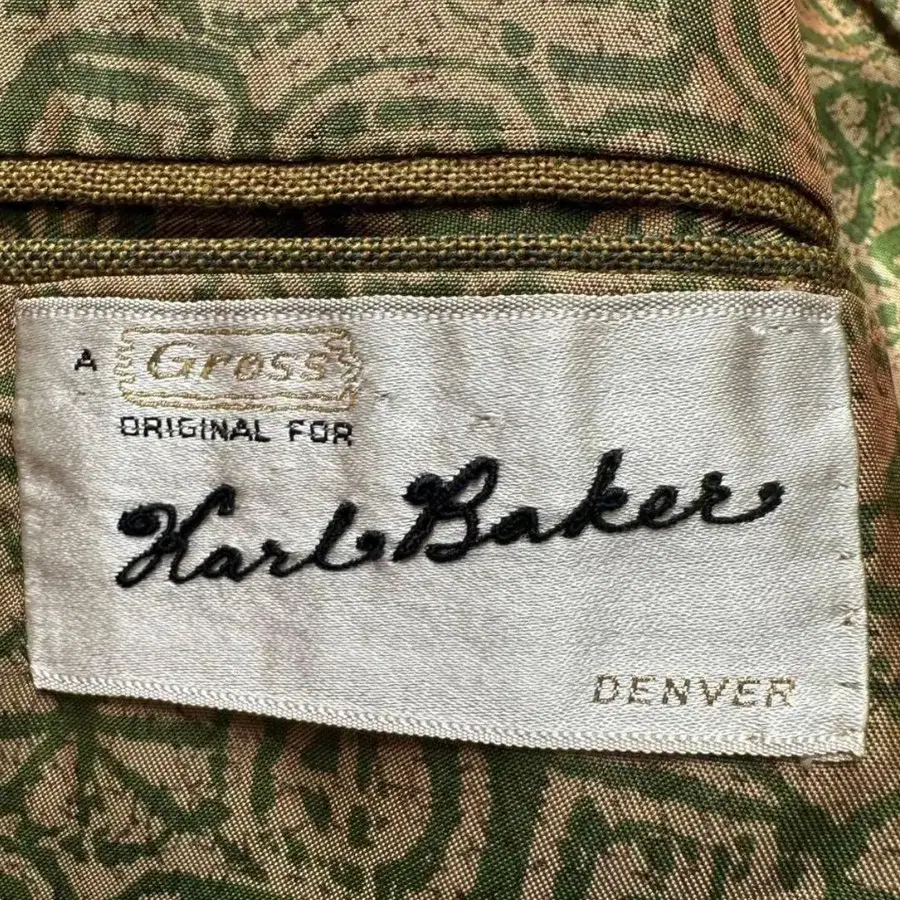 A Gross
ORIGINAL FOR
Karl Baker
DENVER